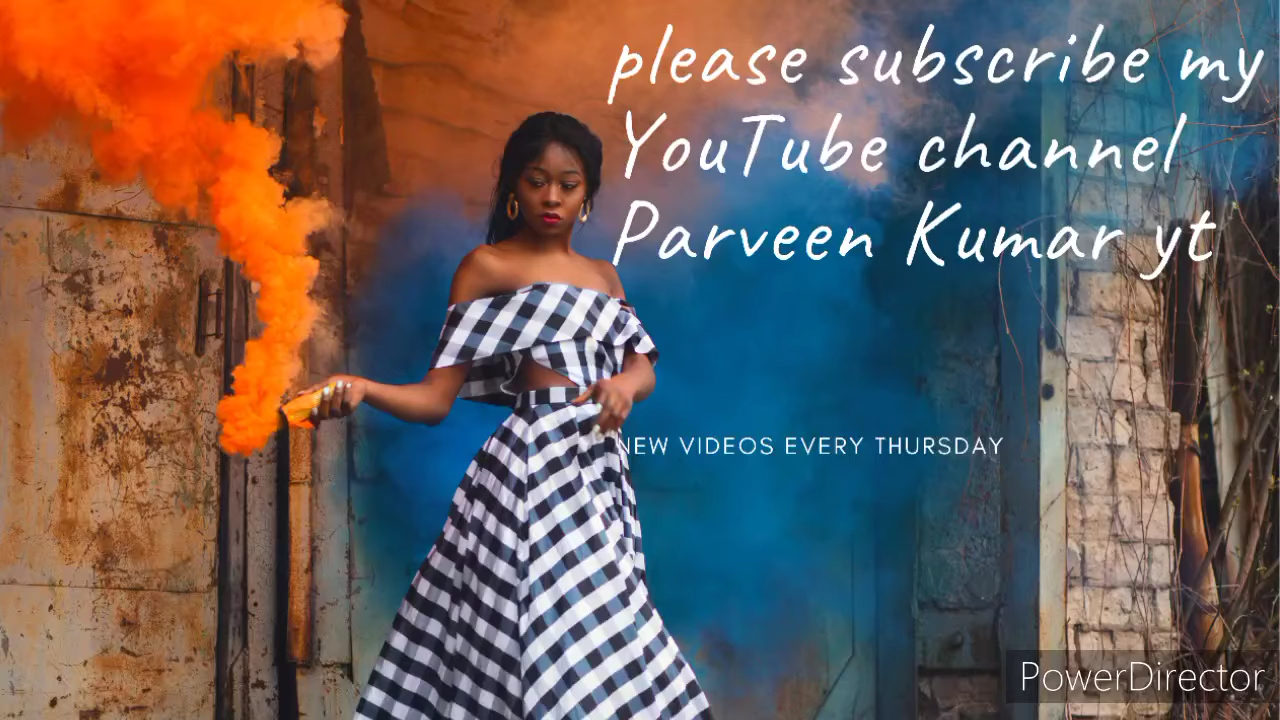 please subscribe my
YouTube channel
Parveen Kumar yt
NEW VIDEOS EVERY THURSDAY
PowerDirector